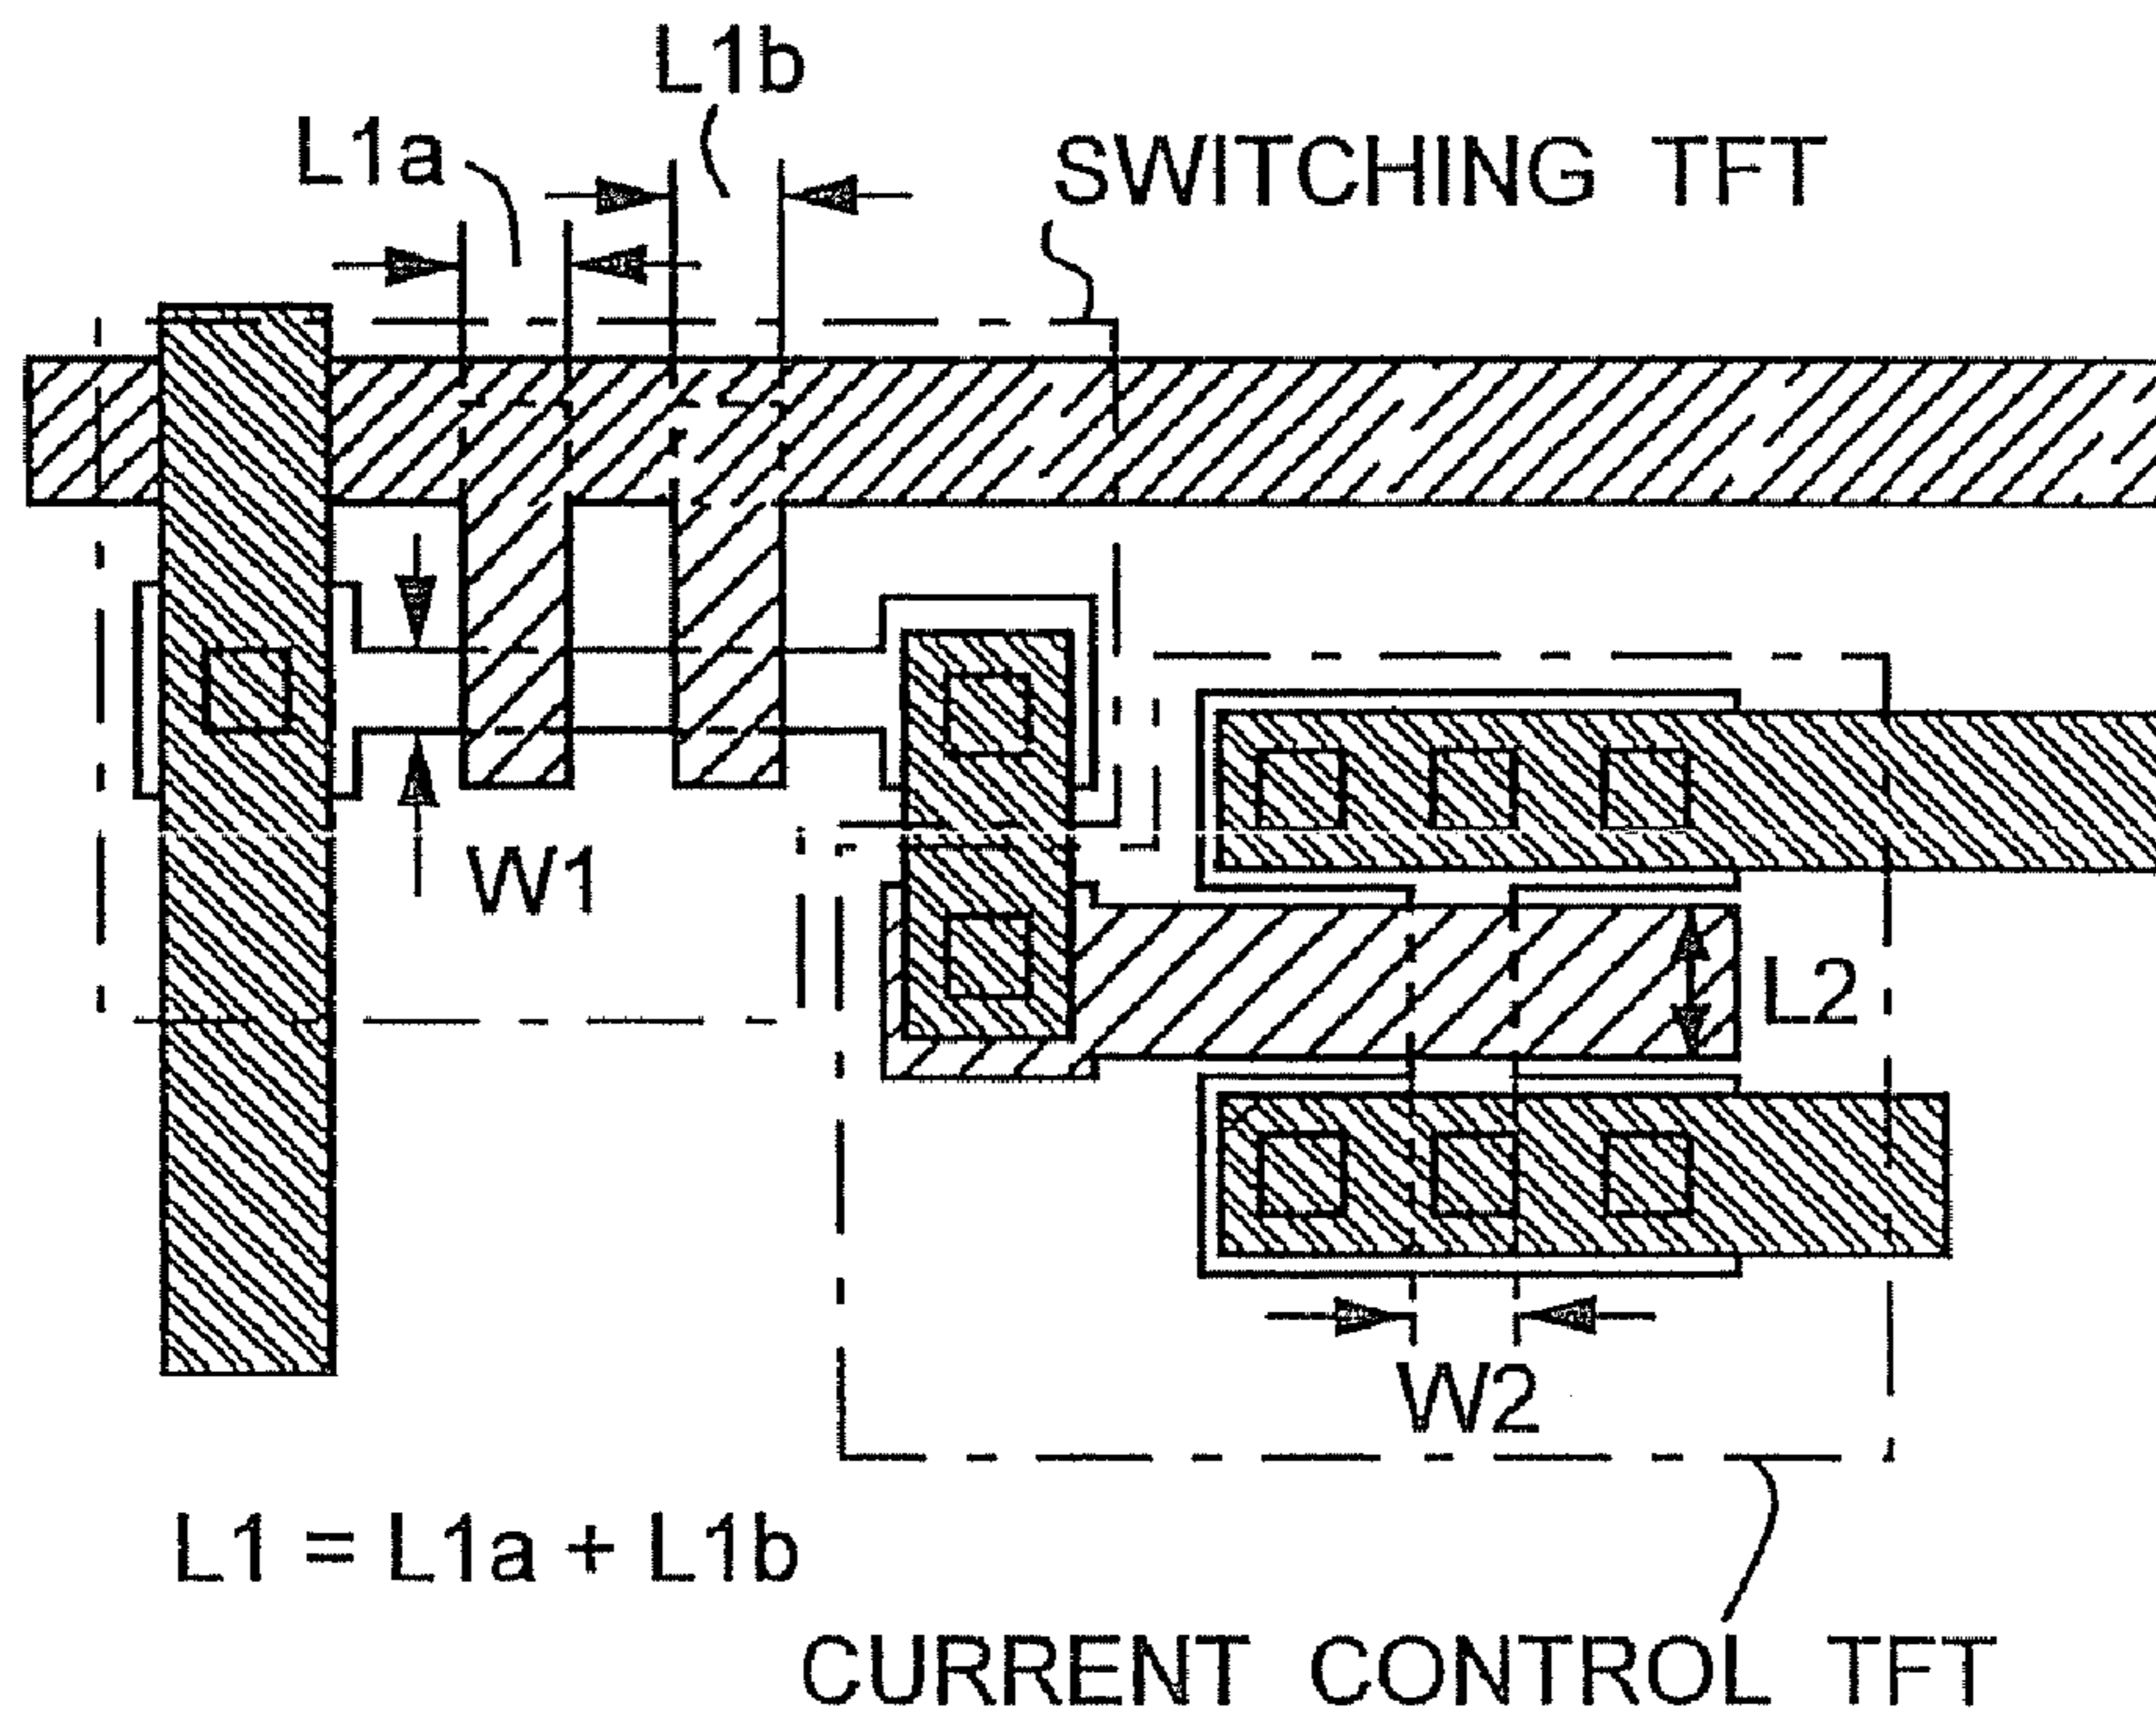 L1b
L1a
SWITCHING TFT
W1
L2
W2
L1 = L1a + L1b
CURRENT CONTROL TFT